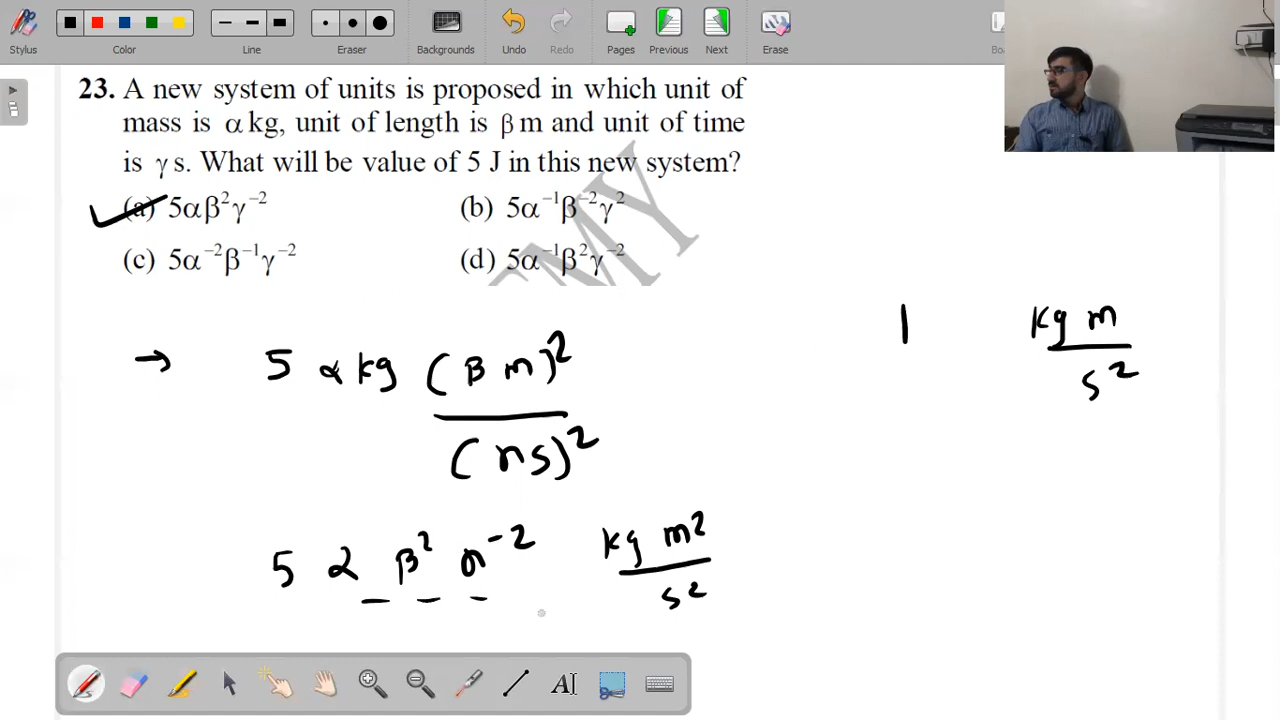 Stylus Color Line Eraser Backgrounds Undo Redo Pages Previous Next Erase
23. A new system of units is proposed in which unit of
mass is α kg, unit of length is β m and unit of time
is γ s. What will be value of 5 J in this new system?
(a) 5αβ²γ⁻² (b) 5α⁻¹β⁻²γ²
(c) 5α⁻²β⁻¹γ⁻² (d) 5α⁻¹β²γ⁻²
EMY
1 kg m
s²
→ 5 α kg (β m)²
(γs)²
5 α β² γ⁻² kg m²
s²
A